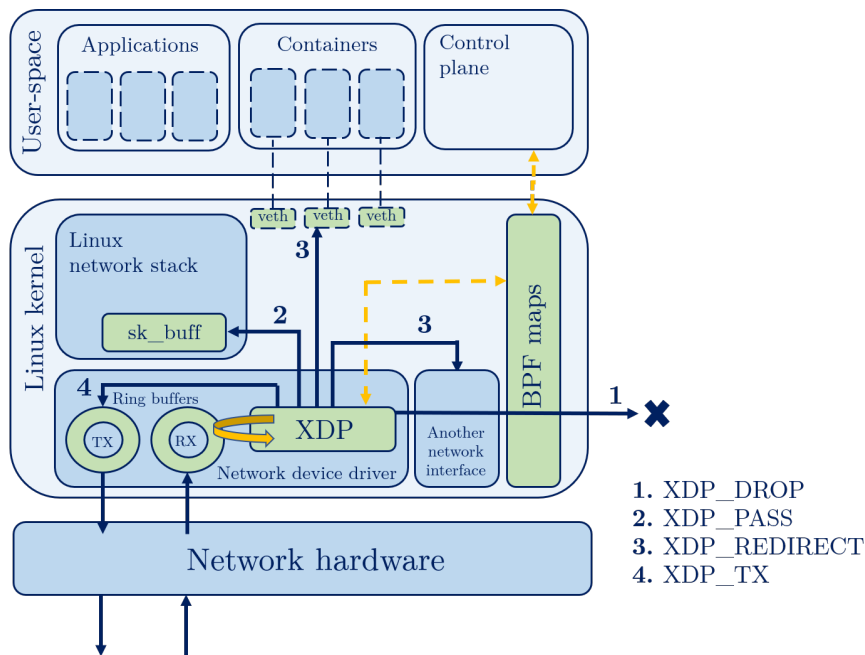 User-space
Applications
Containers
Control
plane
Linux kernel
veth
veth
veth
Linux
network stack
3
2
sk_buff
3
BPF maps
4
Ring buffers
TX
RX
XDP
Network device driver
Another
network
interface
1
Network hardware
1. XDP_DROP
2. XDP_PASS
3. XDP_REDIRECT
4. XDP_TX